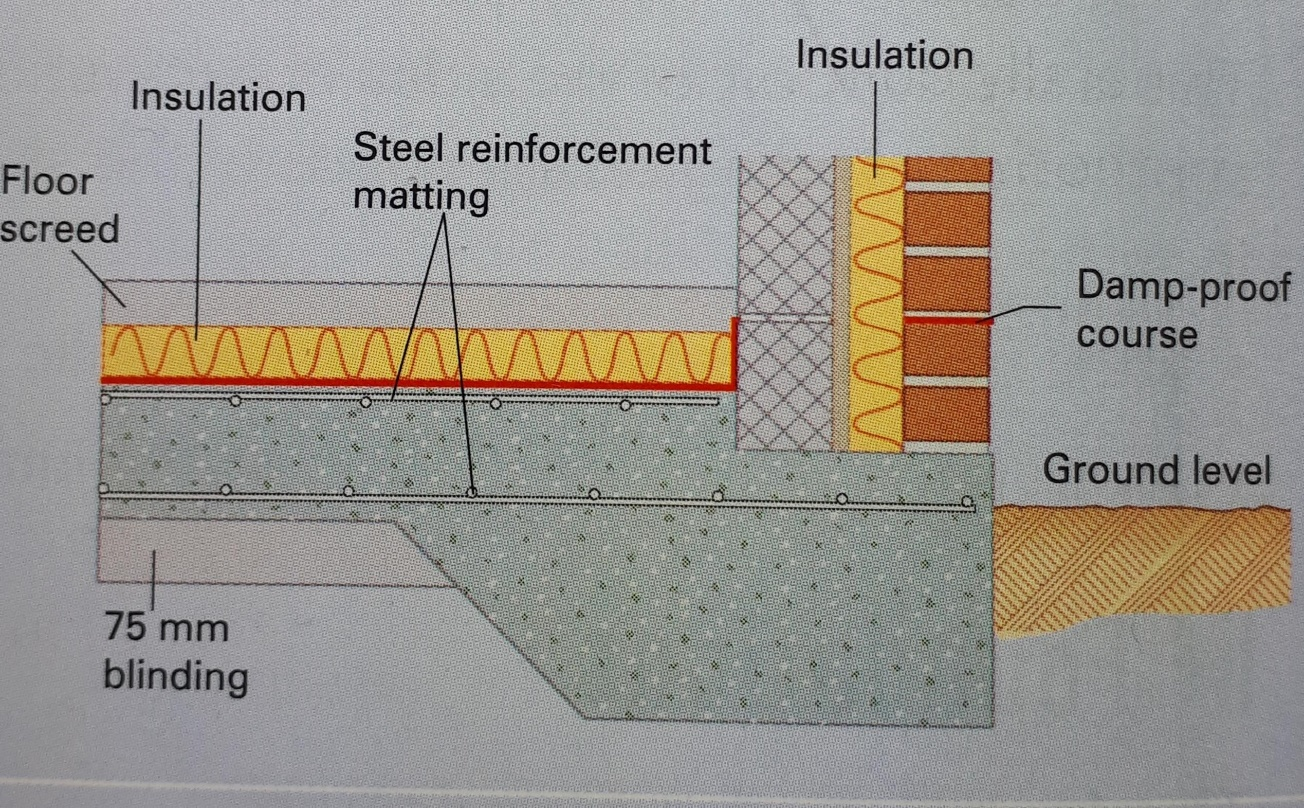 Insulation
Insulation
Steel reinforcement
matting
Floor
screed
Damp-proof
course
Ground level
75 mm
blinding